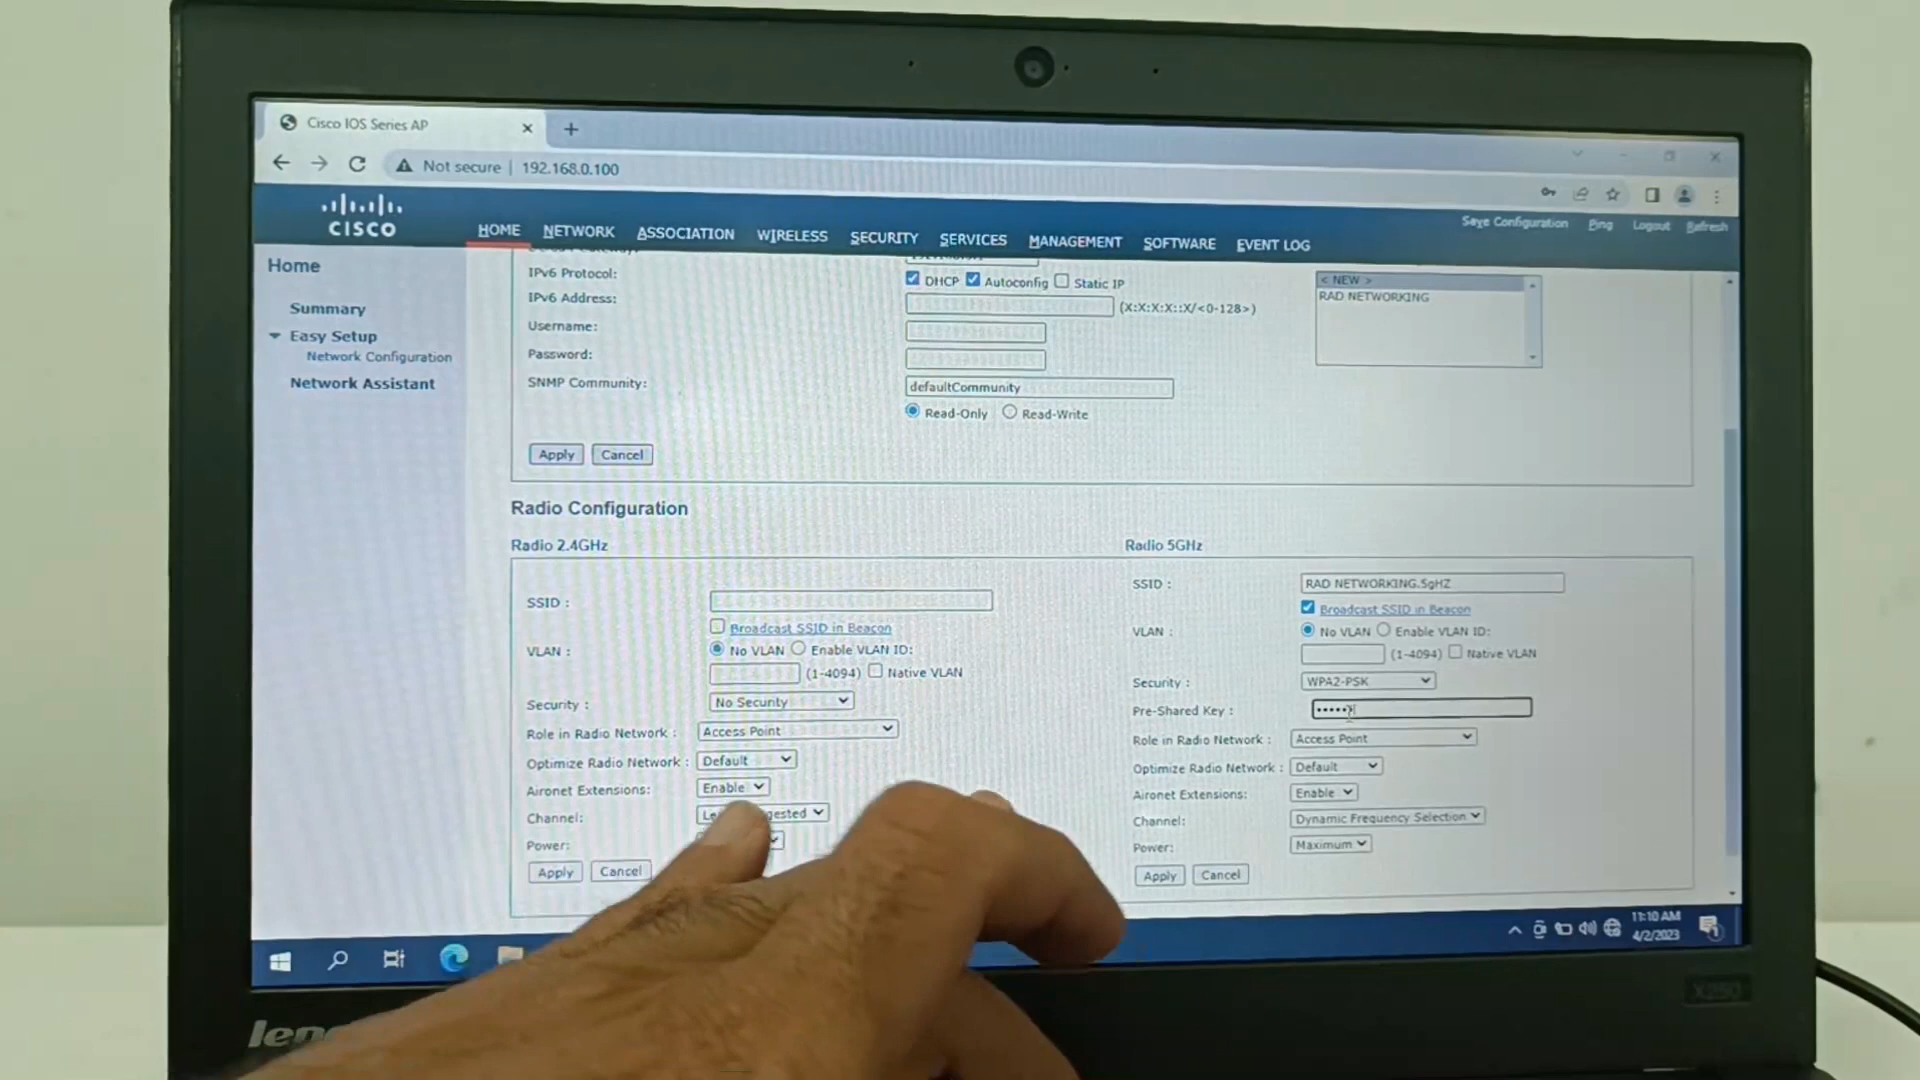 Cisco IOS Series AP
Not secure | 192.168.0.100
CISCO
HOME NETWORK ASSOCIATION WIRELESS SECURITY SERVICES MANAGEMENT SOFTWARE EVENT LOG
Save Configuration Ping Logout Refresh
Home
Summary
Easy Setup
Network Configuration
Network Assistant
IPv6 Protocol: DHCP Autoconfig Static IP
IPv6 Address: (X:X:X:X::X/<0-128>)
Username:
Password:
SNMP Community: defaultCommunity
Read-Only Read-Write
< NEW >
RAD NETWORKING
Apply Cancel
Radio Configuration
Radio 2.4GHz
SSID :
Broadcast SSID in Beacon
VLAN : No VLAN Enable VLAN ID:
(1-4094) Native VLAN
Security : No Security
Role in Radio Network : Access Point
Optimize Radio Network : Default
Aironet Extensions: Enable
Channel:
Power:
Apply Cancel
Radio 5GHz
SSID : RAD NETWORKING.5gHZ
Broadcast SSID in Beacon
VLAN : No VLAN Enable VLAN ID:
(1-4094) Native VLAN
Security : WPA2-PSK
Pre-Shared Key :
Role in Radio Network : Access Point
Optimize Radio Network : Default
Aironet Extensions: Enable
Channel: Dynamic Frequency Selection
Power: Maximum
Apply Cancel
11:10 AM
4/2/2023
X250